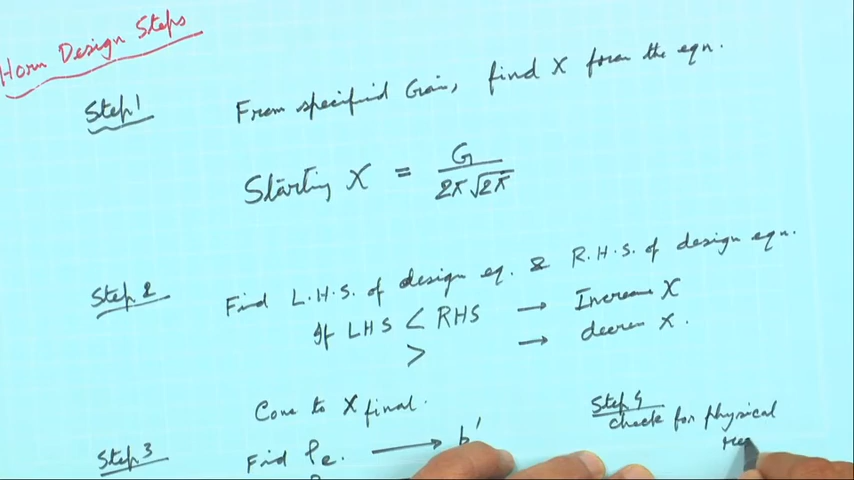 Horn Design Steps
Step 1 From specified Gain, find X from the eqn.
Starting X = G / 2π√2π
Step 2 Find L.H.S. of design eq. & R.H.S. of design eqn.
If LHS < RHS → Increase X
> → decrea X.
Come to X final.
Step 3 Find ρe. → b'
Step 4
check for physical